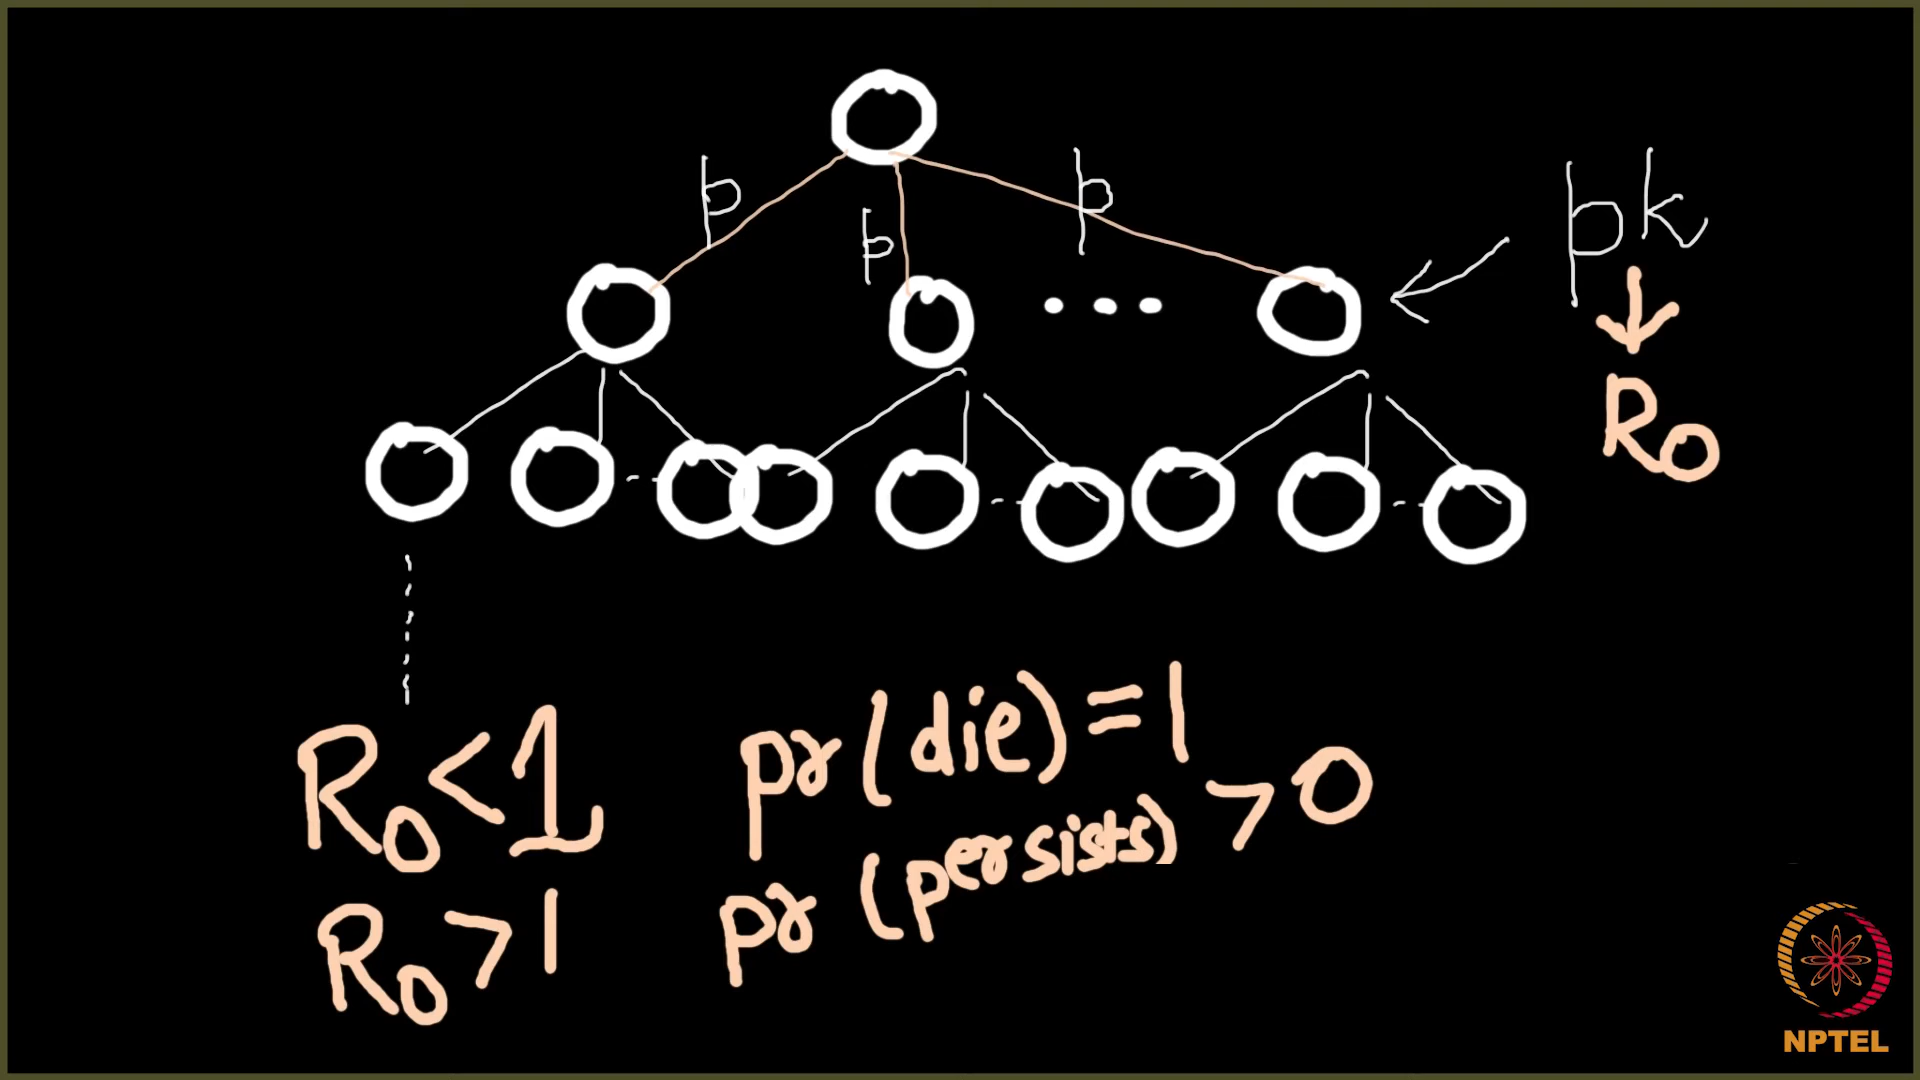 p p p
pk
R0
R0<1 pr(die)=1
R0>1 pr(persists)>0
NPTEL